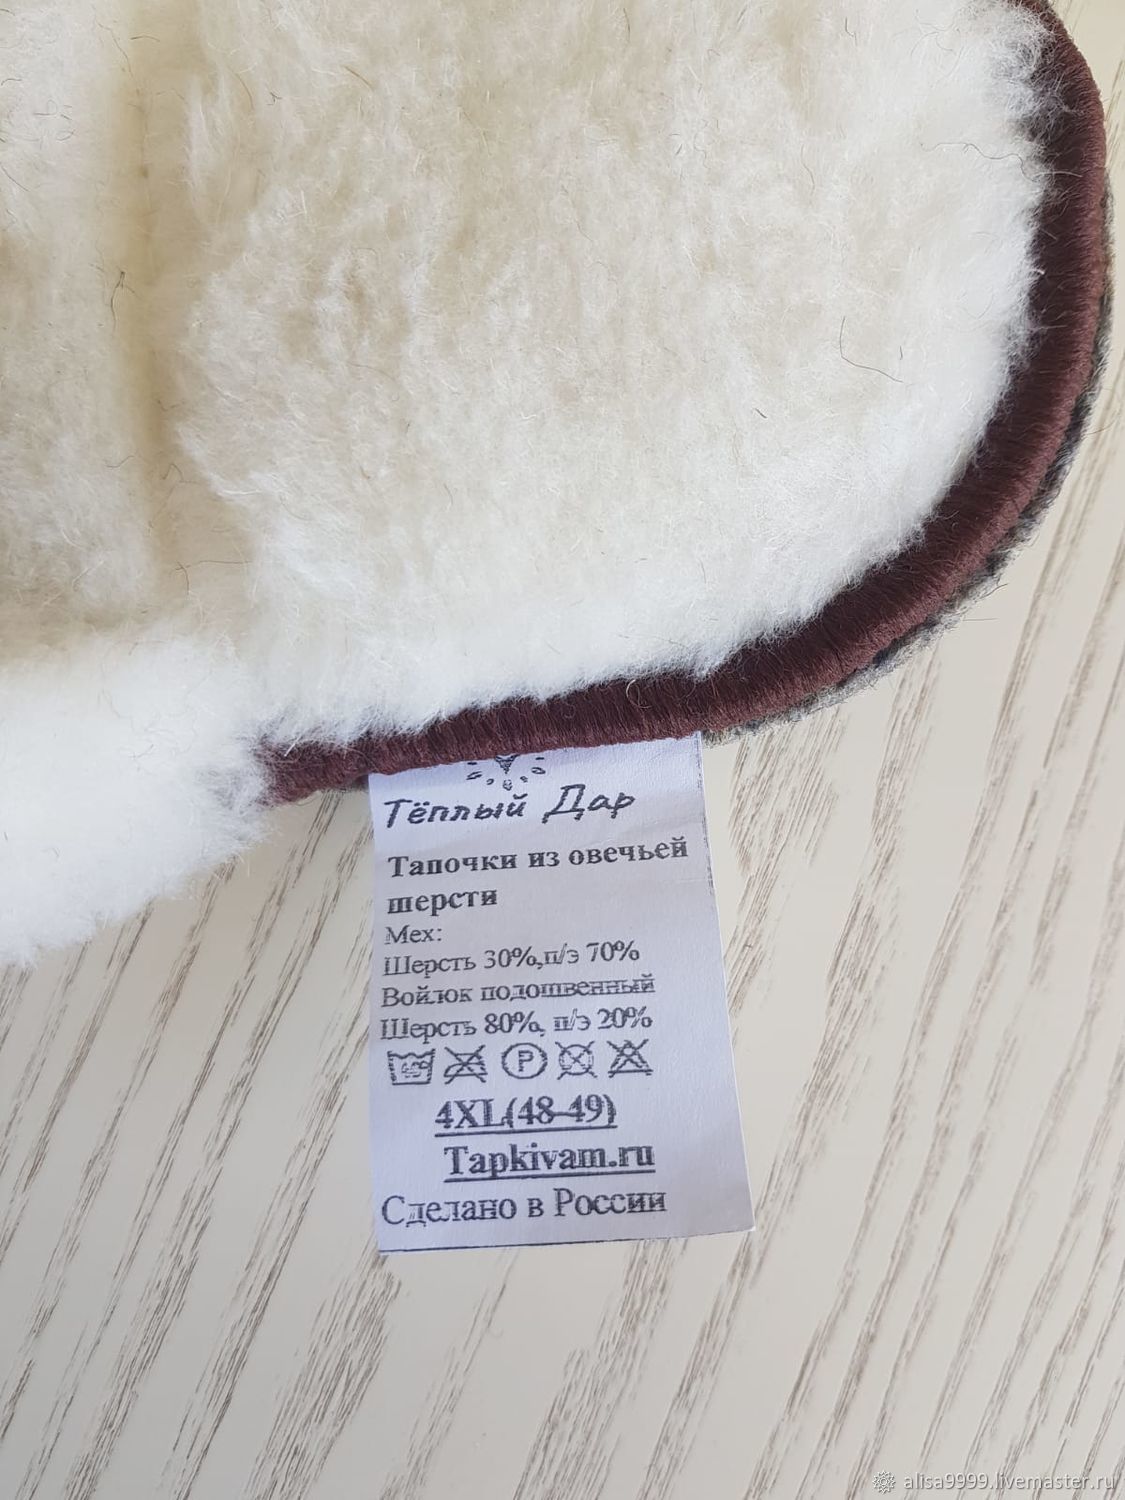 Тёплый Дар
Тапочки из овечьей
шерсти
Мех:
Шерсть 30%,п/э 70%
Войлок подошвенный
Шерсть 80%, п/э 20%
P
4XL(48-49)
Tapkivam.ru
Сделано в России
alisa9999.livemaster.ru